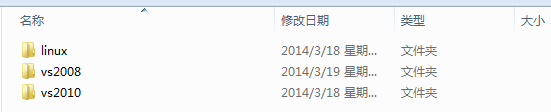 名称 修改日期 类型 大小
linux 2014/3/18 星期... 文件夹
vs2008 2014/3/19 星期... 文件夹
vs2010 2014/3/18 星期... 文件夹